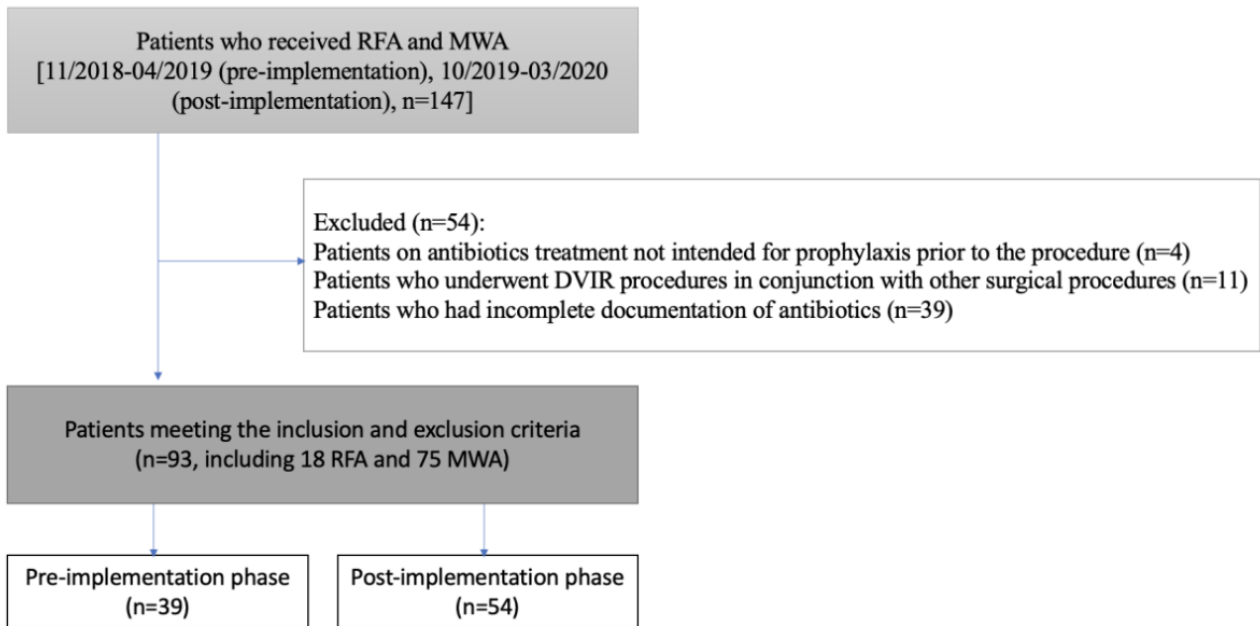 Patients who received RFA and MWA
[11/2018-04/2019 (pre-implementation), 10/2019-03/2020
(post-implementation), n=147]
Excluded (n=54):
Patients on antibiotics treatment not intended for prophylaxis prior to the procedure (n=4)
Patients who underwent DVIR procedures in conjunction with other surgical procedures (n=11)
Patients who had incomplete documentation of antibiotics (n=39)
Patients meeting the inclusion and exclusion criteria
(n=93, including 18 RFA and 75 MWA)
Pre-implementation phase
(n=39)
Post-implementation phase
(n=54)